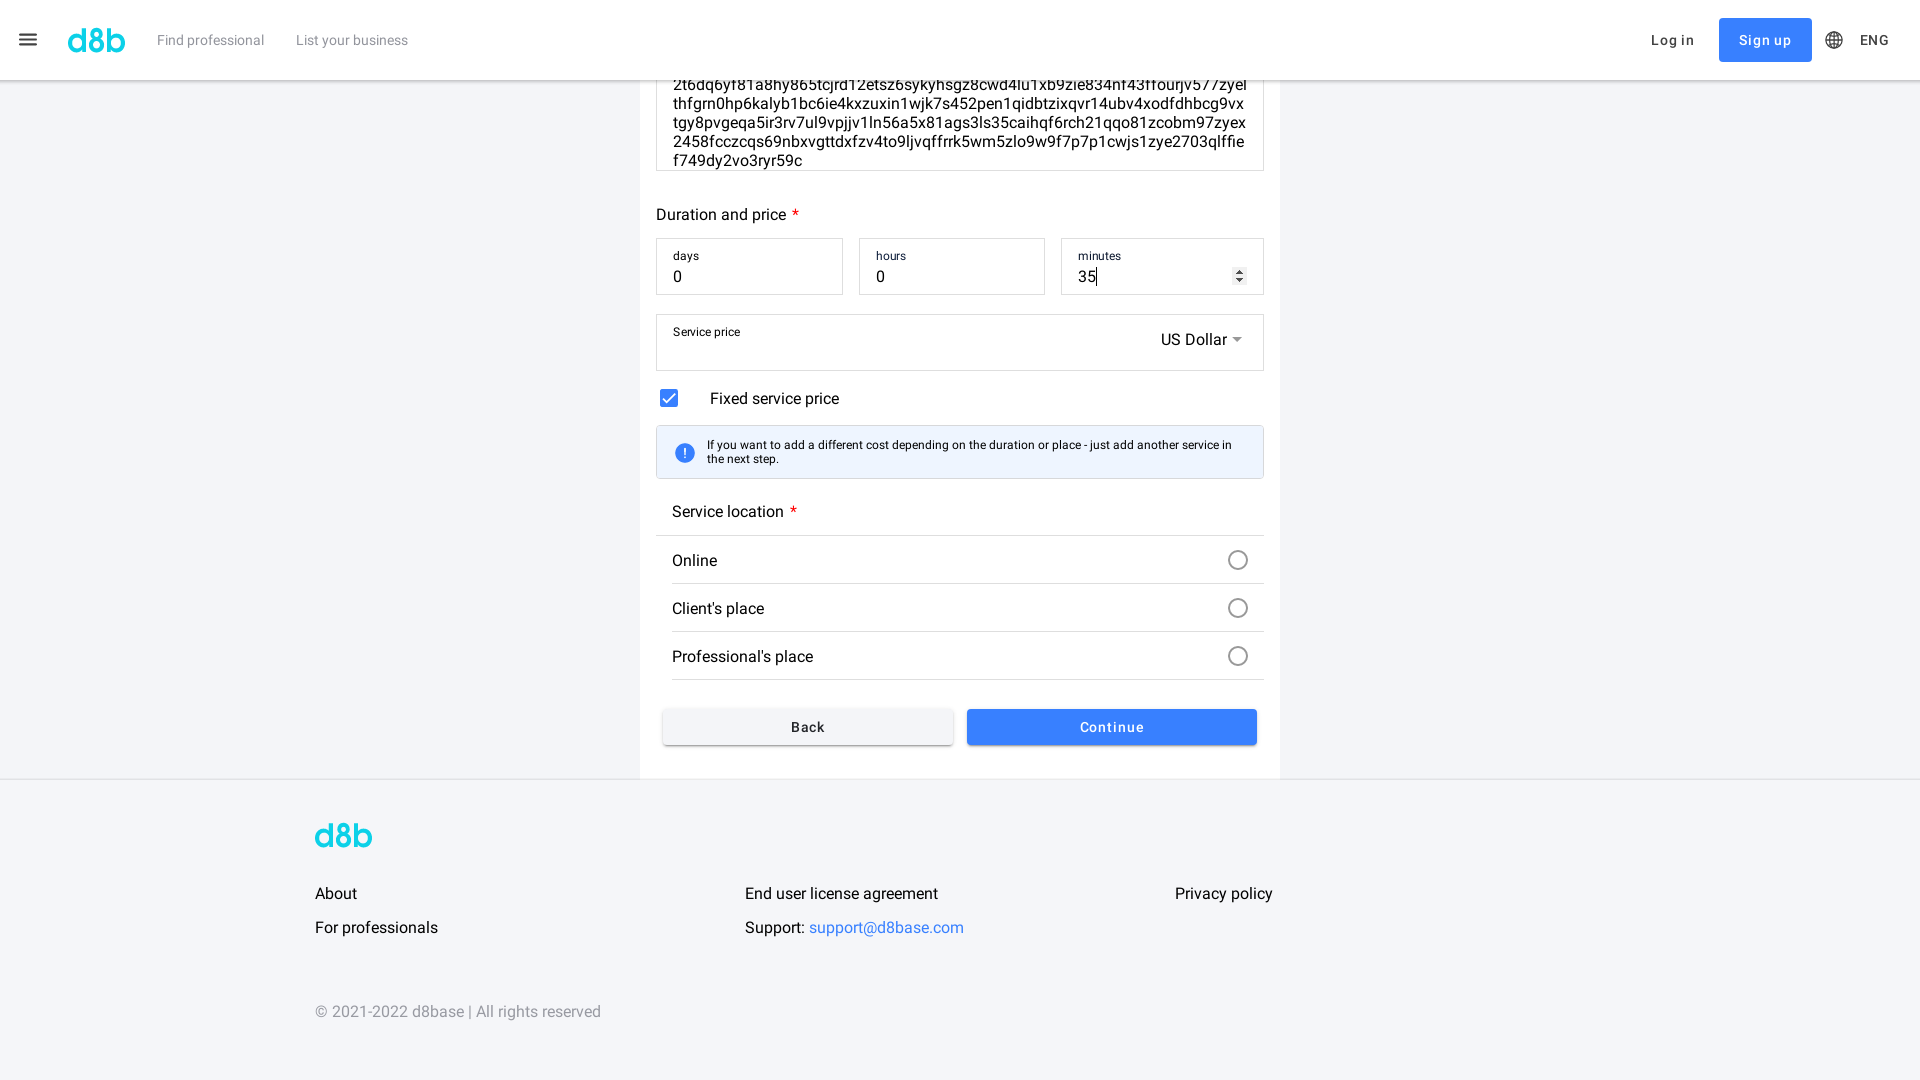 d8b
Find professional
List your business
Log in
Sign up
ENG
2t6dq6yf81a8hy865tcjrd12etsz6sykyhsgz8cwd4lu1xb9zie834nf43ffourjv577zyel
thfgrn0hp6kalyb1bc6ie4kxzuxin1wjk7s452pen1qidbtzixqvr14ubv4xodfdhbcg9vx
tgy8pvgeqa5ir3rv7ul9vpjjv1ln56a5x81ags3ls35caihqf6rch21qqo81zcobm97zyex
2458fcczcqs69nbxvgttdxfzv4to9ljvqffrrk5wm5zlo9w9f7p7p1cwjs1zye2703qlffie
f749dy2vo3ryr59c
Duration and price *
days
0
hours
0
minutes
35
Service price
US Dollar
Fixed service price
If you want to add a different cost depending on the duration or place - just add another service in
the next step.
Service location *
Online
Client's place
Professional's place
Back
Continue
d8b
About
End user license agreement
Privacy policy
For professionals
Support: support@d8base.com
© 2021-2022 d8base | All rights reserved